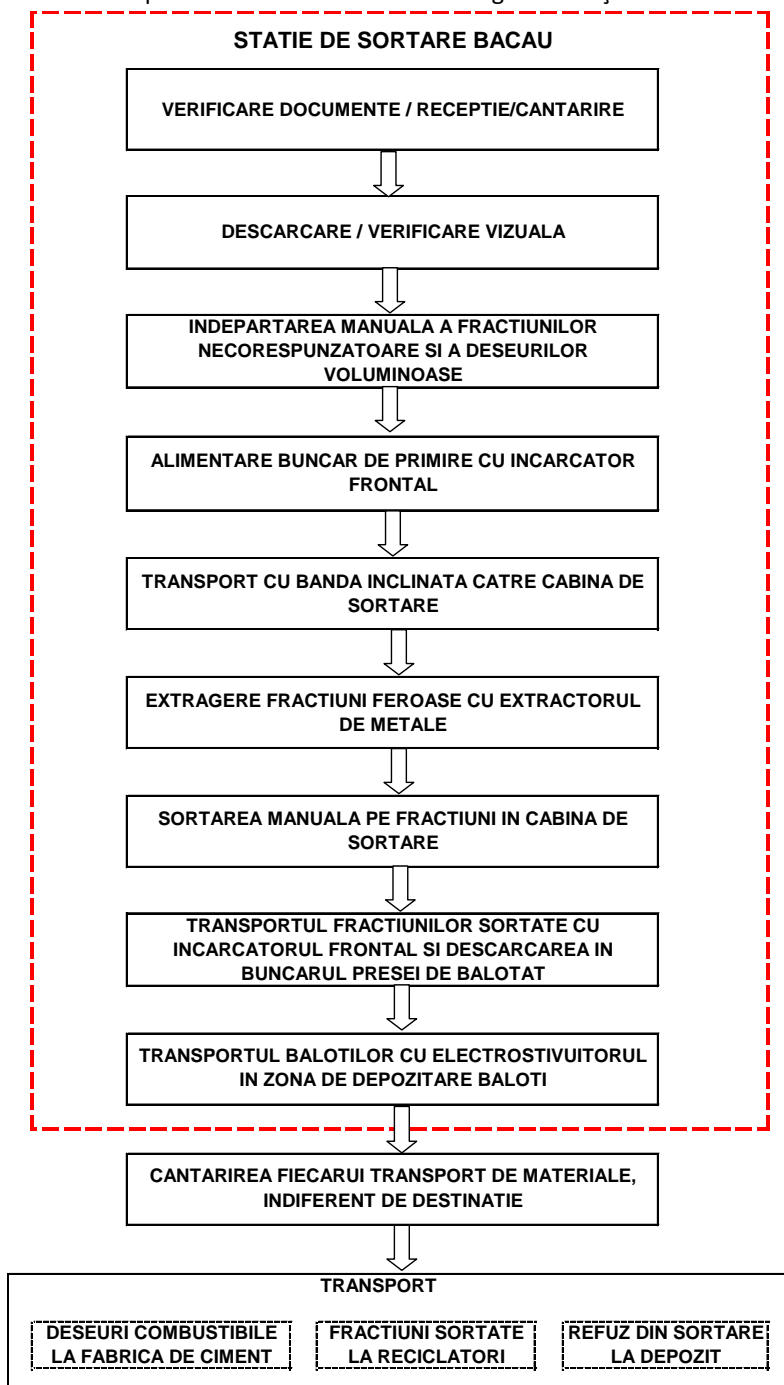 STATIE DE SORTARE BACAU
VERIFICARE DOCUMENTE / RECEPTIE/CANTARIRE
DESCARCARE / VERIFICARE VIZUALA
INDEPARTAREA MANUALA A FRACTIUNILOR
NECORESPUNZATOARE SI A DESEURILOR
VOLUMINOASE
ALIMENTARE BUNCAR DE PRIMIRE CU INCARCATOR
FRONTAL
TRANSPORT CU BANDA INCLINATA CATRE CABINA DE
SORTARE
EXTRAGERE FRACTIUNI FEROASE CU EXTRACTORUL
DE METALE
SORTAREA MANUALA PE FRACTIUNI IN CABINA DE
SORTARE
TRANSPORTUL FRACTIUNILOR SORTATE CU
INCARCATORUL FRONTAL SI DESCARCAREA IN
BUNCARUL PRESEI DE BALOTAT
TRANSPORTUL BALOTILOR CU ELECTROSTIVUITORUL
IN ZONA DE DEPOZITARE BALOTI
CANTARIREA FIECARUI TRANSPORT DE MATERIALE,
INDIFERENT DE DESTINATIE
TRANSPORT
DESEURI COMBUSTIBILE
LA FABRICA DE CIMENT
FRACTIUNI SORTATE
LA RECICLATORI
REFUZ DIN SORTARE
LA DEPOZIT